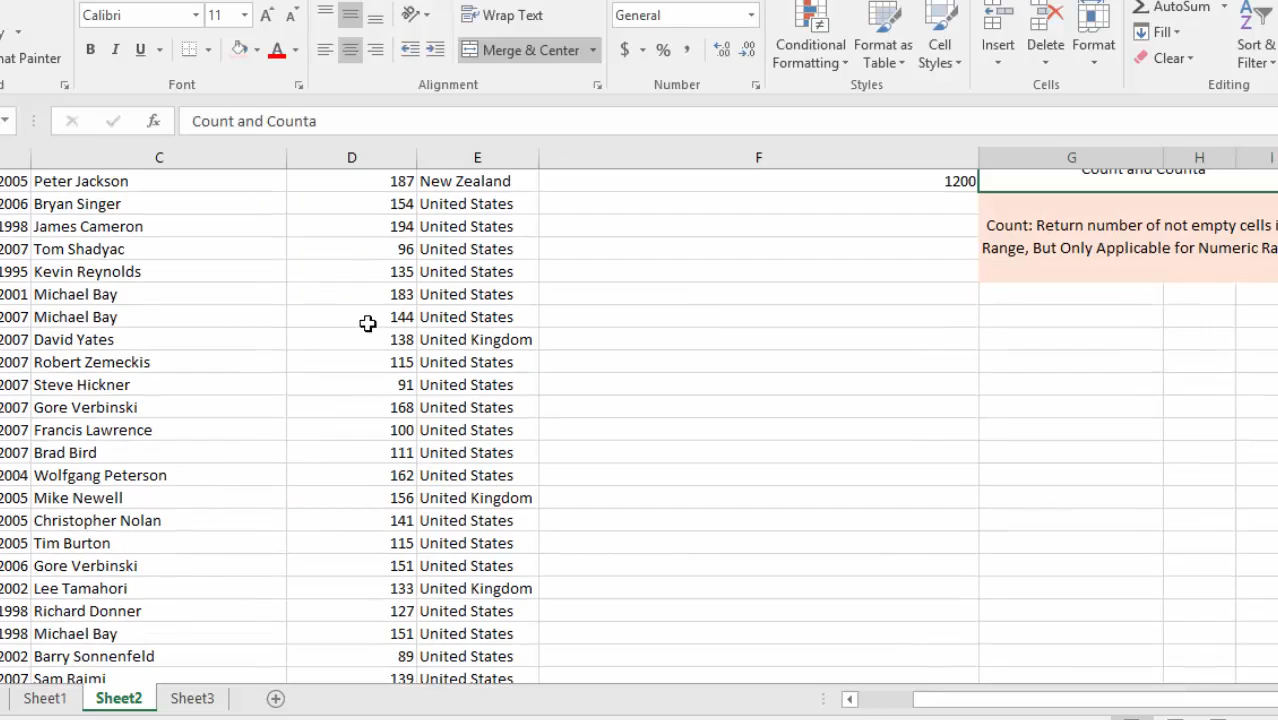 Calibri 11 Wrap Text General AutoSum
at Painter B I U Merge & Center $ % , Conditional Formatting Format as Table Cell Styles Insert Delete Format Fill Clear Sort & Filter
Font Alignment Number Styles Cells Editing
fx Count and Counta
C D E F G H I
2005 Peter Jackson 187 New Zealand 1200 Count and Counta
2006 Bryan Singer 154 United States
1998 James Cameron 194 United States Count: Return number of not empty cells i
2007 Tom Shadyac 96 United States Range, But Only Applicable for Numeric Ra
1995 Kevin Reynolds 135 United States
2001 Michael Bay 183 United States
2007 Michael Bay 144 United States
2007 David Yates 138 United Kingdom
2007 Robert Zemeckis 115 United States
2007 Steve Hickner 91 United States
2007 Gore Verbinski 168 United States
2007 Francis Lawrence 100 United States
2007 Brad Bird 111 United States
2004 Wolfgang Peterson 162 United States
2005 Mike Newell 156 United Kingdom
2005 Christopher Nolan 141 United States
2005 Tim Burton 115 United States
2006 Gore Verbinski 151 United States
2002 Lee Tamahori 133 United Kingdom
1998 Richard Donner 127 United States
1998 Michael Bay 151 United States
2002 Barry Sonnenfeld 89 United States
2007 Sam Raimi 139 United States
Sheet1 Sheet2 Sheet3